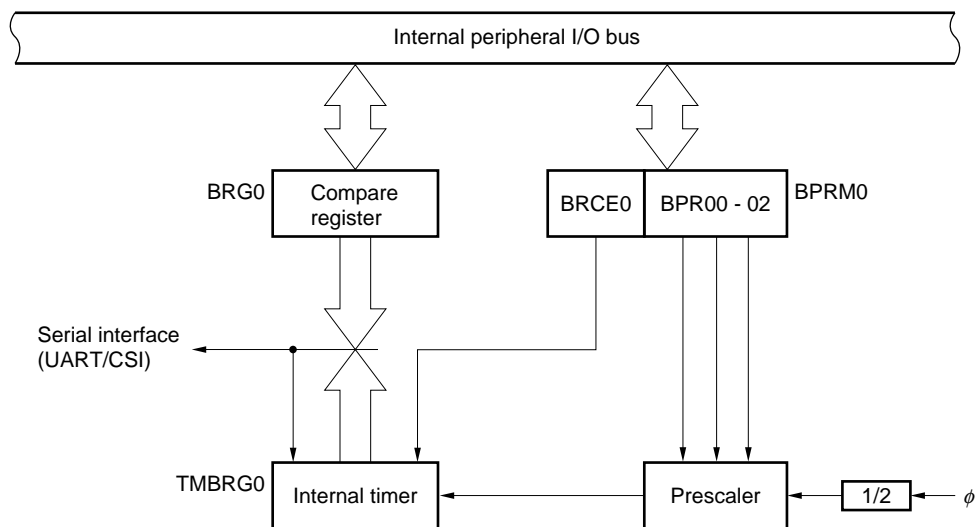 Internal peripheral I/O bus
BRG0
Compare
register
BRCE0
BPR00 - 02
BPRM0
Serial interface
(UART/CSI)
TMBRG0
Internal timer
Prescaler
1/2
ϕ